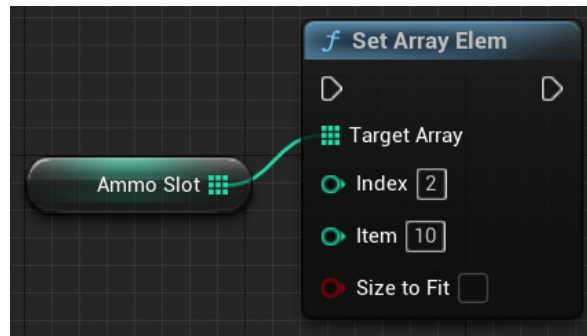 f Set Array Elem
Target Array
Ammo Slot
Index 2
Item 10
Size to Fit